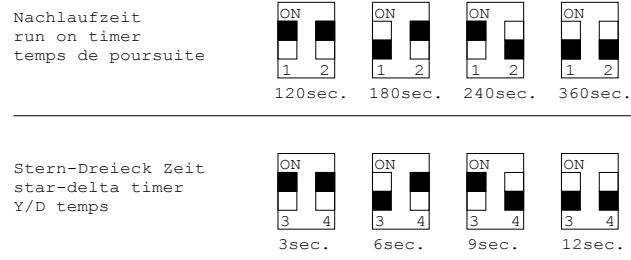 Nachlaufzeit
run on timer
temps de poursuite
ON ON ON ON
1 2 1 2 1 2 1 2
120sec. 180sec. 240sec. 360sec.
Stern-Dreieck Zeit
star-delta timer
Y/D temps
ON ON ON ON
3 4 3 4 3 4 3 4
3sec. 6sec. 9sec. 12sec.